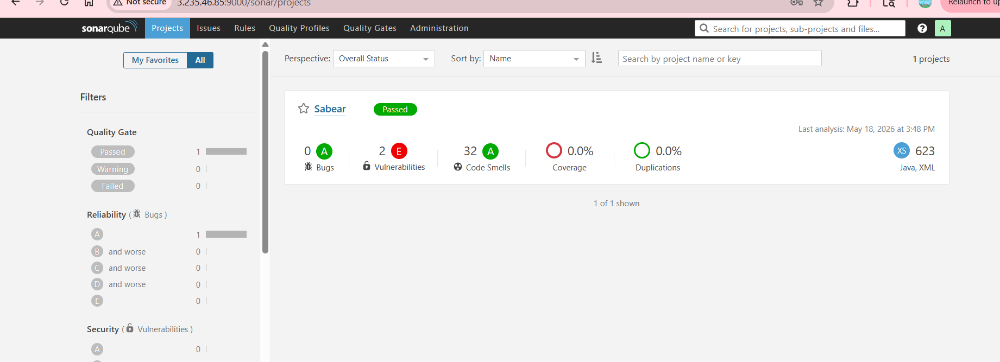 Not secure 3.235.46.85:9000/sonar/projects Relaunch to up
sonarqube Projects Issues Rules Quality Profiles Quality Gates Administration Search for projects, sub-projects and files... ? A
My Favorites All
Perspective: Overall Status Sort by: Name Search by project name or key 1 projects
Filters
Quality Gate
Passed 1
Warning 0
Failed 0
Reliability ( Bugs )
A 1
B and worse 0
C and worse 0
D and worse 0
E 0
Security ( Vulnerabilities )
A 0
Sabear Passed
Last analysis: May 18, 2026 at 3:48 PM
0 A 2 E 32 A 0.0% 0.0% XS 623
Bugs Vulnerabilities Code Smells Coverage Duplications Java, XML
1 of 1 shown